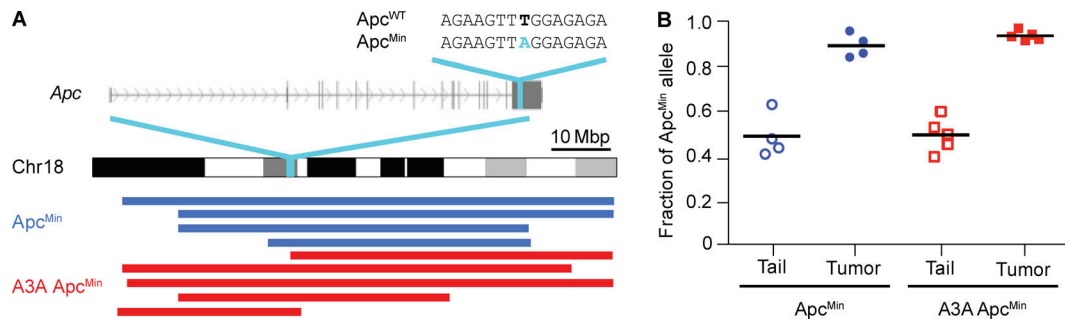 A
Apc^WT AGAAGTTTGGAGAGA
Apc^Min AGAAGTTAGGAGAGA
Apc
10 Mbp
Chr18
Apc^Min
A3A Apc^Min
B
Fraction of Apc^Min allele
1.0
0.8
0.6
0.4
0.2
0
Tail Tumor Tail Tumor
Apc^Min A3A Apc^Min